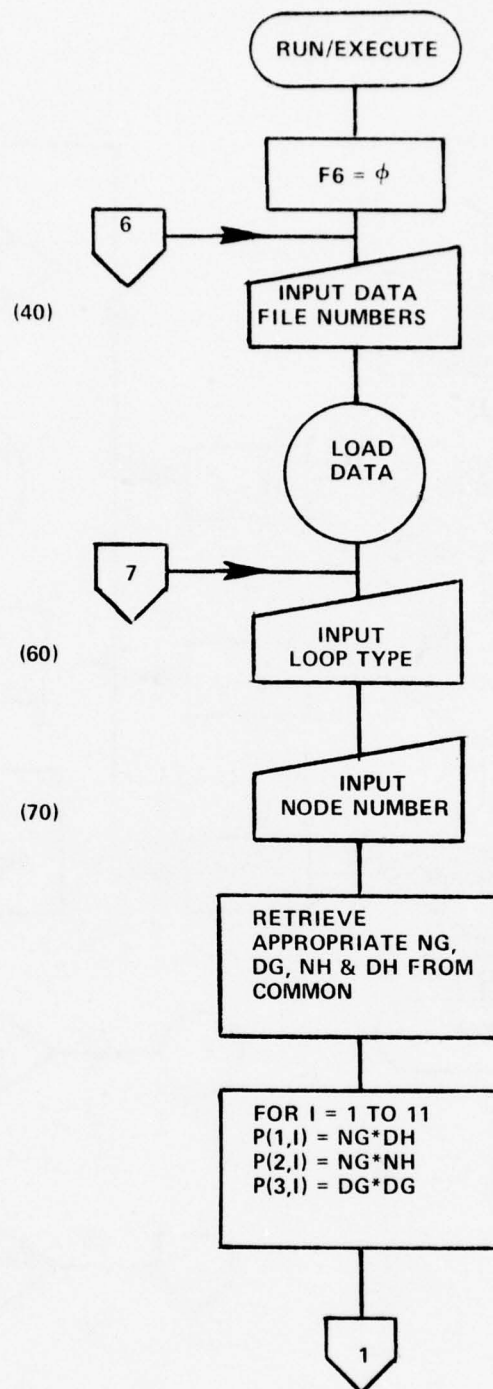 RUN/EXECUTE
F6 = ϕ
6
(40)
INPUT DATA
FILE NUMBERS
LOAD
DATA
7
(60)
INPUT
LOOP TYPE
(70)
INPUT
NODE NUMBER
RETRIEVE
APPROPRIATE NG,
DG, NH & DH FROM
COMMON
FOR I = 1 TO 11
P(1,I) = NG*DH
P(2,I) = NG*NH
P(3,I) = DG*DG
1